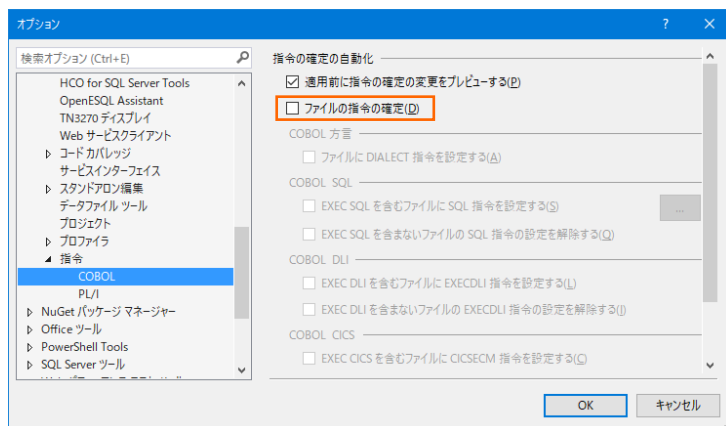 オプション
検索オプション (Ctrl+E)
HCO for SQL Server Tools
OpenESQL Assistant
TN3270 ディスプレイ
Web サービスクライアント
コード カバレッジ
サービスインターフェイス
スタンドアロン編集
データファイル ツール
プロジェクト
プロファイラ
指令
COBOL
PL/I
NuGet パッケージ マネージャー
Office ツール
PowerShell Tools
SQL Server ツール
指令の確定の自動化
適用前に指令の確定の変更をプレビューする(P)
ファイルの指令の確定(D)
COBOL 方言
ファイルに DIALECT 指令を設定する(A)
COBOL SQL
EXEC SQL を含むファイルに SQL 指令を設定する(S)
...
EXEC SQL を含まないファイルの SQL 指令の設定を解除する(Q)
COBOL DLI
EXEC DLI を含むファイルに EXECDLI 指令を設定する(L)
EXEC DLI を含まないファイルの EXECDLI 指令の設定を解除する(I)
COBOL CICS
EXEC CICS を含むファイルに CICSECM 指令を設定する(C)
OK
キャンセル